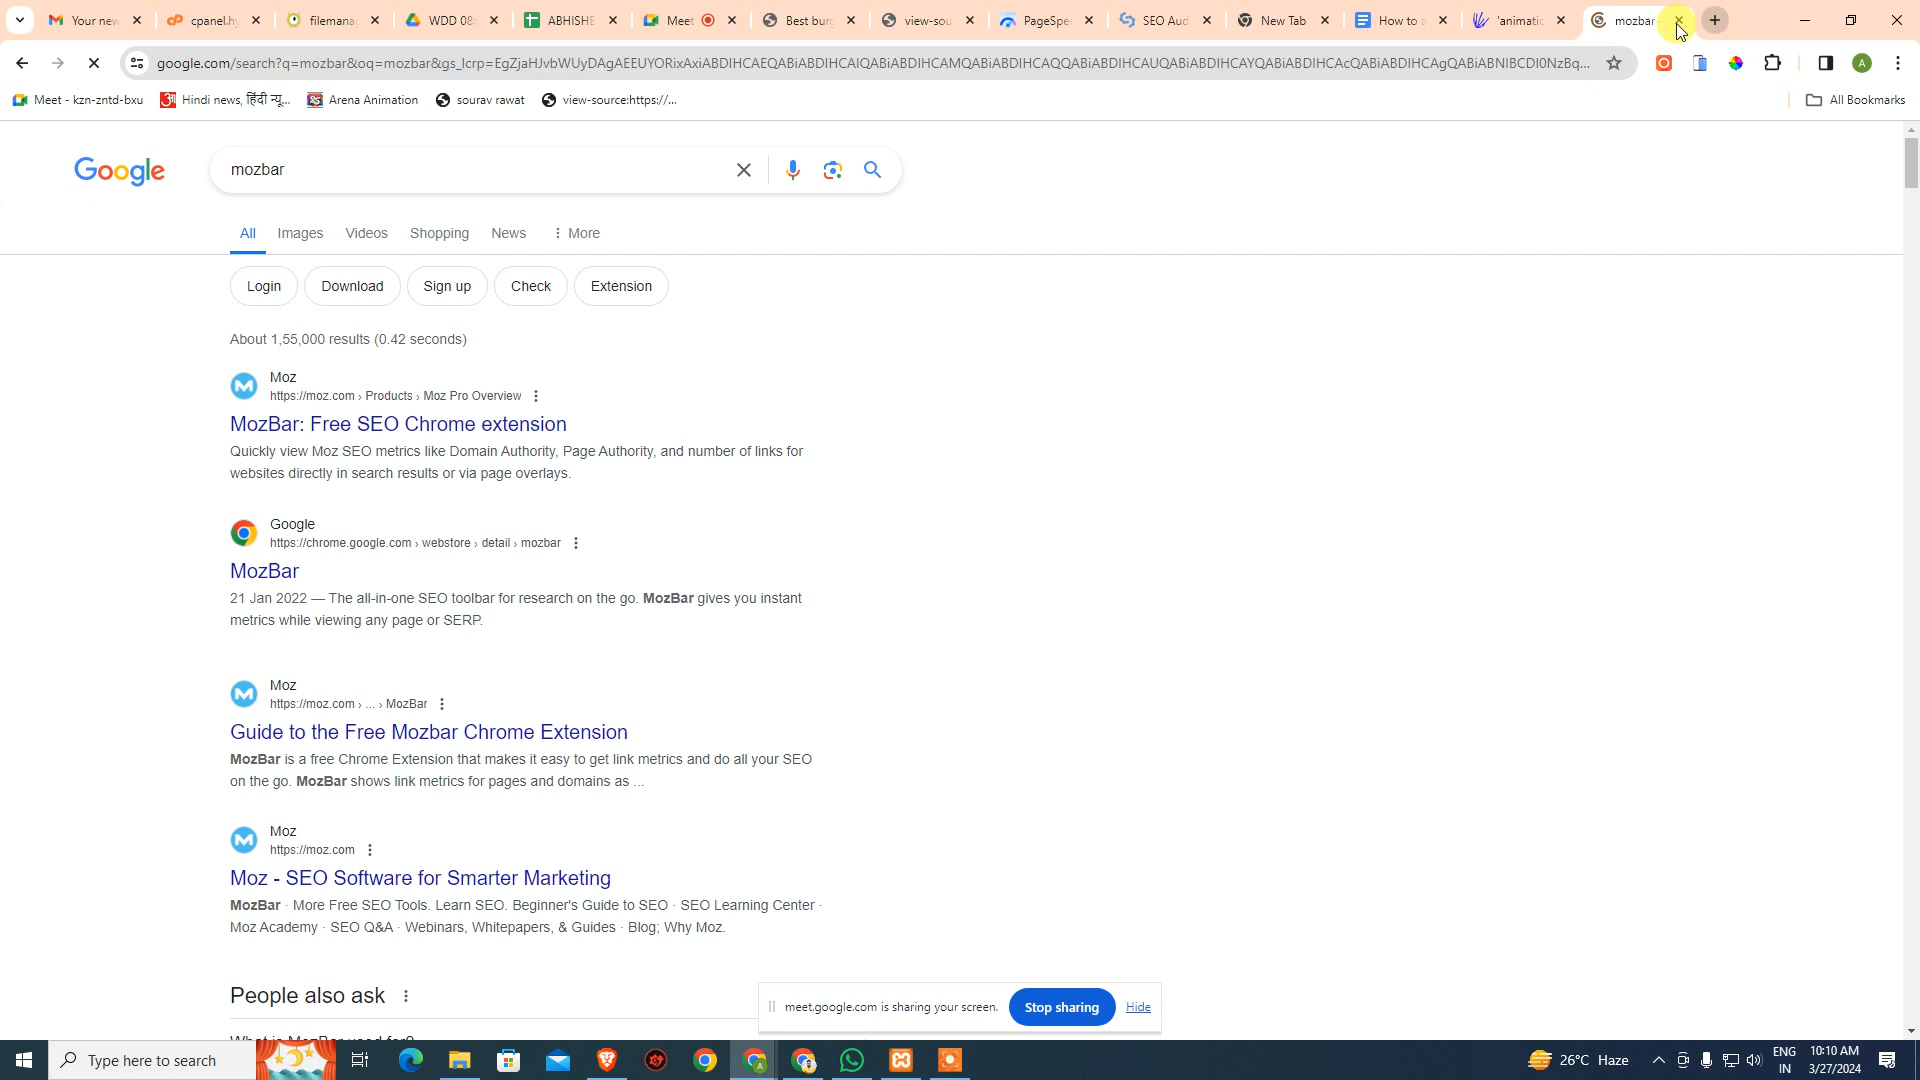 Your new
cpanel.hy
filemana
WDD 08
ABHISHE
Meet
Best burg
view-sou
PageSpe
SEO Aud
New Tab
How to a
'animatic
mozbar
google.com/search?q=mozbar&oq=mozbar&gs_lcrp=EgZjaHJvbWUyDAgAEEUYORixAxiABDIHCAEQABiABDIHCAIQABiABDIHCAMQABiABDIHCAQQABiABDIHCAUQABiABDIHCAYQABiABDIHCAcQABiABDIHCAgQABiABNIBCDI0NzBq...
A
Meet - kzn-zntd-bxu
Hindi news, हिंदी न्यू...
Arena Animation
sourav rawat
view-source:https://...
All Bookmarks
Google
mozbar
All Images Videos Shopping News More
Login Download Sign up Check Extension
About 1,55,000 results (0.42 seconds)
Moz
https://moz.com › Products › Moz Pro Overview
MozBar: Free SEO Chrome extension
Quickly view Moz SEO metrics like Domain Authority, Page Authority, and number of links for
websites directly in search results or via page overlays.
Google
https://chrome.google.com › webstore › detail › mozbar
MozBar
21 Jan 2022 — The all-in-one SEO toolbar for research on the go. MozBar gives you instant
metrics while viewing any page or SERP.
Moz
https://moz.com › ... › MozBar
Guide to the Free Mozbar Chrome Extension
MozBar is a free Chrome Extension that makes it easy to get link metrics and do all your SEO
on the go. MozBar shows link metrics for pages and domains as ...
Moz
https://moz.com
Moz - SEO Software for Smarter Marketing
MozBar · More Free SEO Tools. Learn SEO. Beginner's Guide to SEO · SEO Learning Center ·
Moz Academy · SEO Q&A · Webinars, Whitepapers, & Guides · Blog; Why Moz.
People also ask
What is MozBar used for?
meet.google.com is sharing your screen. Stop sharing Hide
Type here to search
26°C Haze
ENG
IN
10:10 AM
3/27/2024